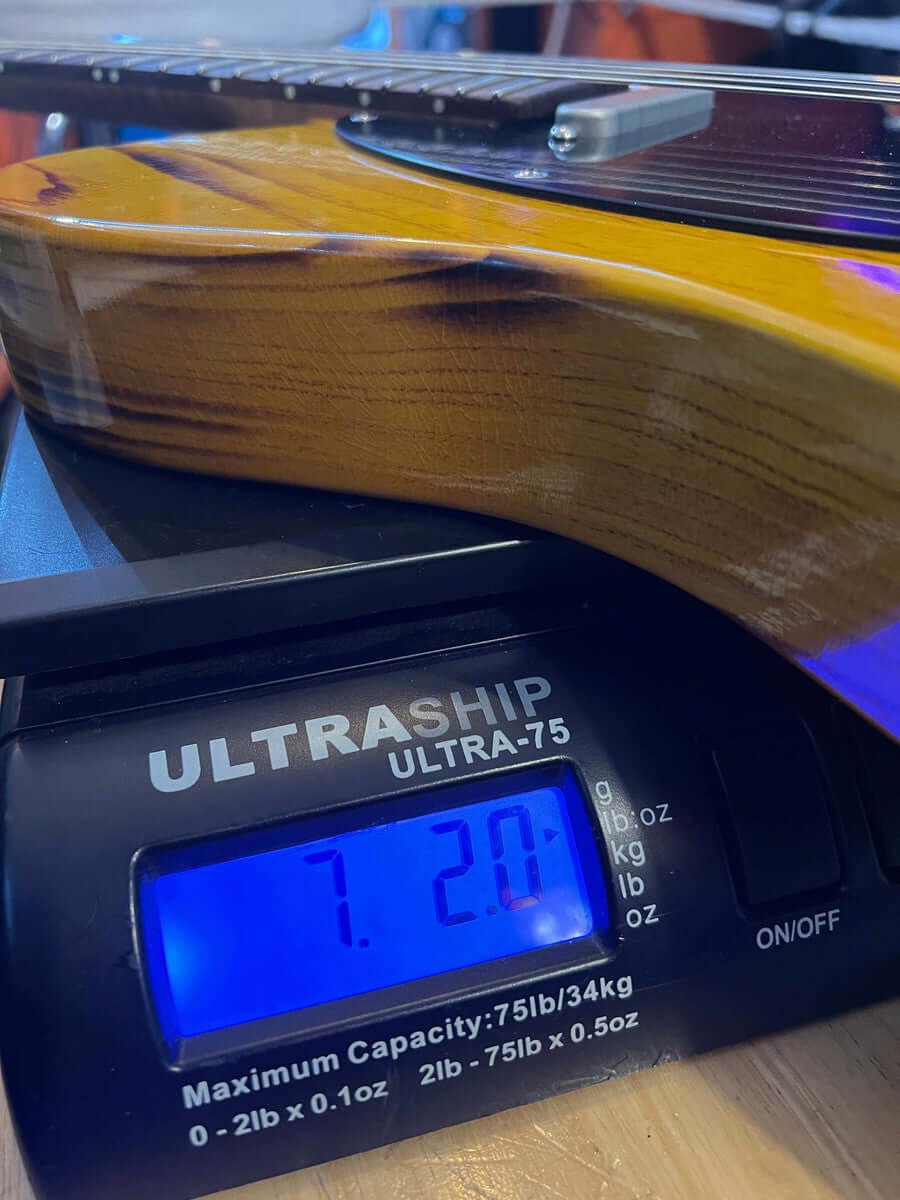 ULTRASHIP
ULTRA-75
7. 2.0
g
lb:oz
kg
lb
oz
ON/OFF
Maximum Capacity:75lb/34kg
0 - 2lb x 0.1oz 2lb - 75lb x 0.5oz